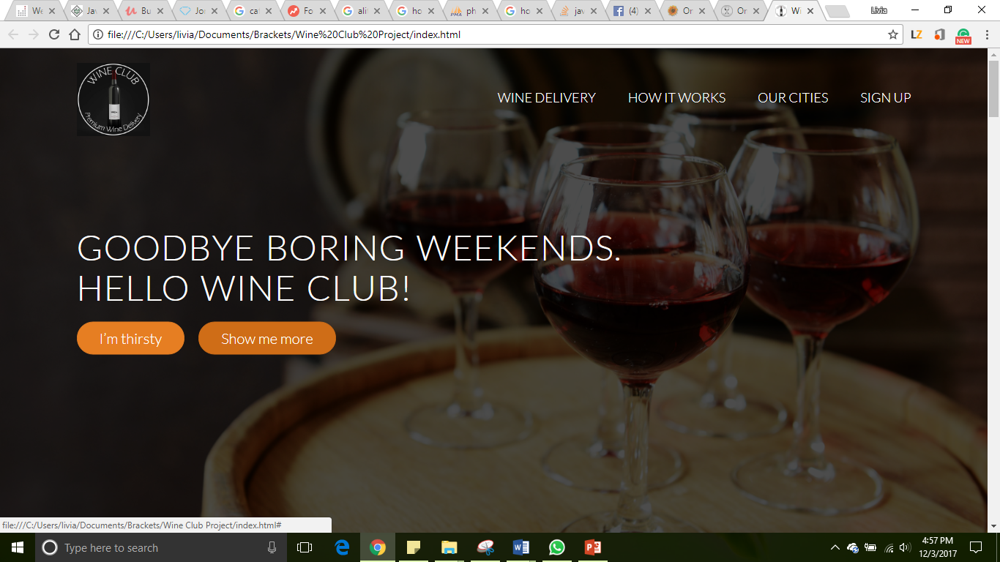 We
Jav
Bu
Jo
cat
Fo
ali
ho
ph
ho
jav
(4)
Or
Or
Wi
Livia
file:///C:/Users/livia/Documents/Brackets/Wine%20Club%20Project/index.html
LZ
NEW
WINE CLUB
Premium Wine Delivery
WINE DELIVERY HOW IT WORKS OUR CITIES SIGN UP
GOODBYE BORING WEEKENDS.
HELLO WINE CLUB!
I’m thirsty Show me more
file:///C:/Users/livia/Documents/Brackets/Wine Club Project/index.html#
Type here to search
4:57 PM
12/3/2017